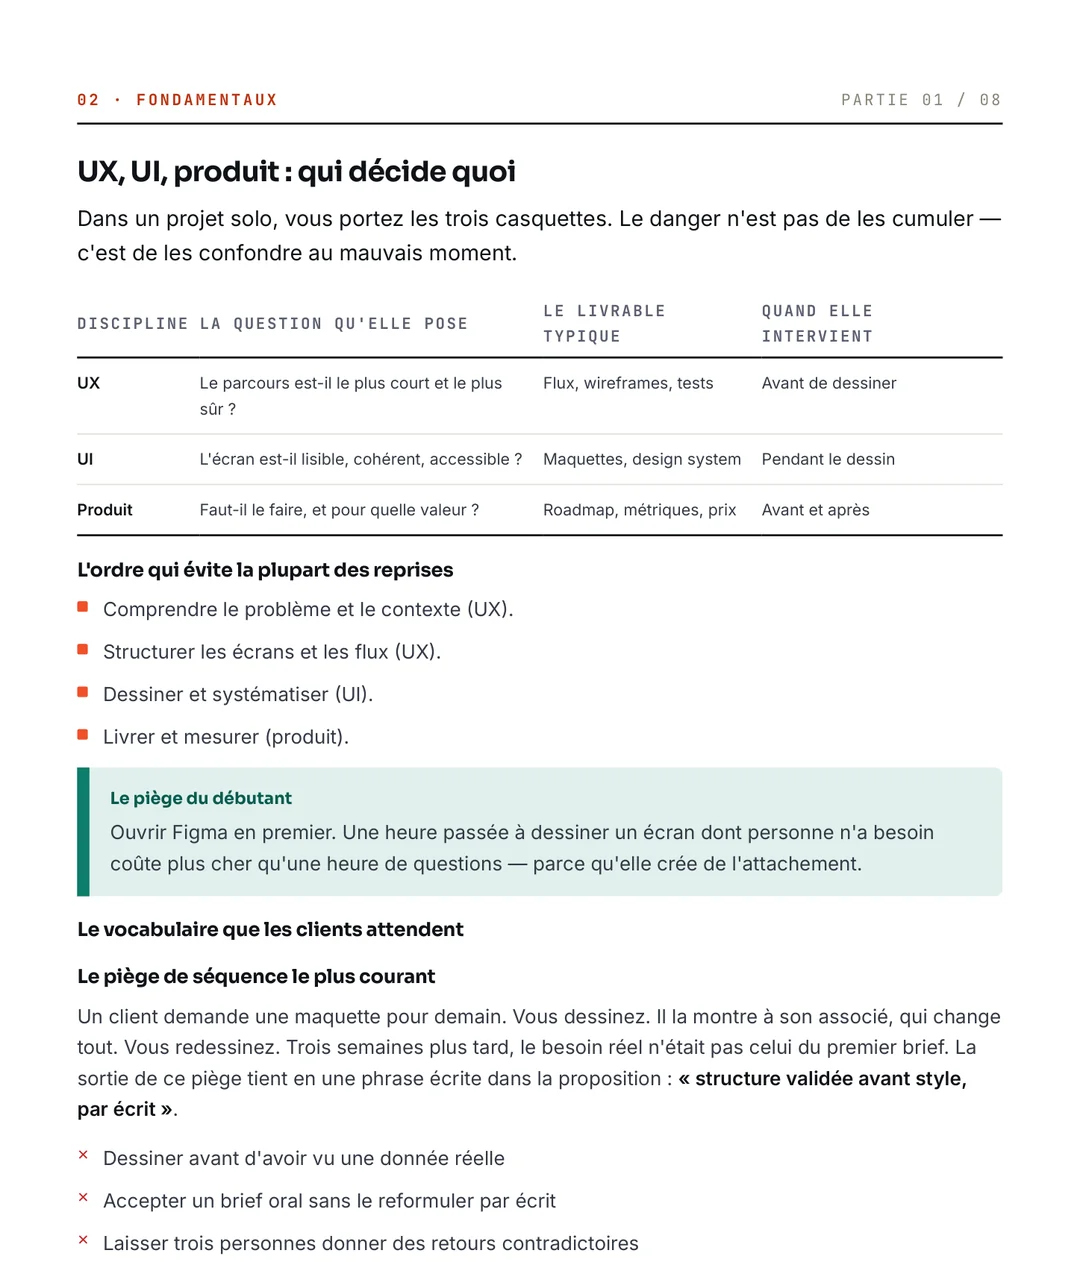 02 · FONDAMENTAUX
PARTIE 01 / 08
UX, UI, produit : qui décide quoi
Dans un projet solo, vous portez les trois casquettes. Le danger n'est pas de les cumuler —
c'est de les confondre au mauvais moment.
DISCIPLINE LA QUESTION QU'ELLE POSE LE LIVRABLE TYPIQUE QUAND ELLE INTERVIENT
UX Le parcours est-il le plus court et le plus sûr ? Flux, wireframes, tests Avant de dessiner
UI L'écran est-il lisible, cohérent, accessible ? Maquettes, design system Pendant le dessin
Produit Faut-il le faire, et pour quelle valeur ? Roadmap, métriques, prix Avant et après
L'ordre qui évite la plupart des reprises
Comprendre le problème et le contexte (UX).
Structurer les écrans et les flux (UX).
Dessiner et systématiser (UI).
Livrer et mesurer (produit).
Le piège du débutant
Ouvrir Figma en premier. Une heure passée à dessiner un écran dont personne n'a besoin
coûte plus cher qu'une heure de questions — parce qu'elle crée de l'attachement.
Le vocabulaire que les clients attendent
Le piège de séquence le plus courant
Un client demande une maquette pour demain. Vous dessinez. Il la montre à son associé, qui change
tout. Vous redessinez. Trois semaines plus tard, le besoin réel n'était pas celui du premier brief. La
sortie de ce piège tient en une phrase écrite dans la proposition : « structure validée avant style,
par écrit ».
× Dessiner avant d'avoir vu une donnée réelle
× Accepter un brief oral sans le reformuler par écrit
× Laisser trois personnes donner des retours contradictoires